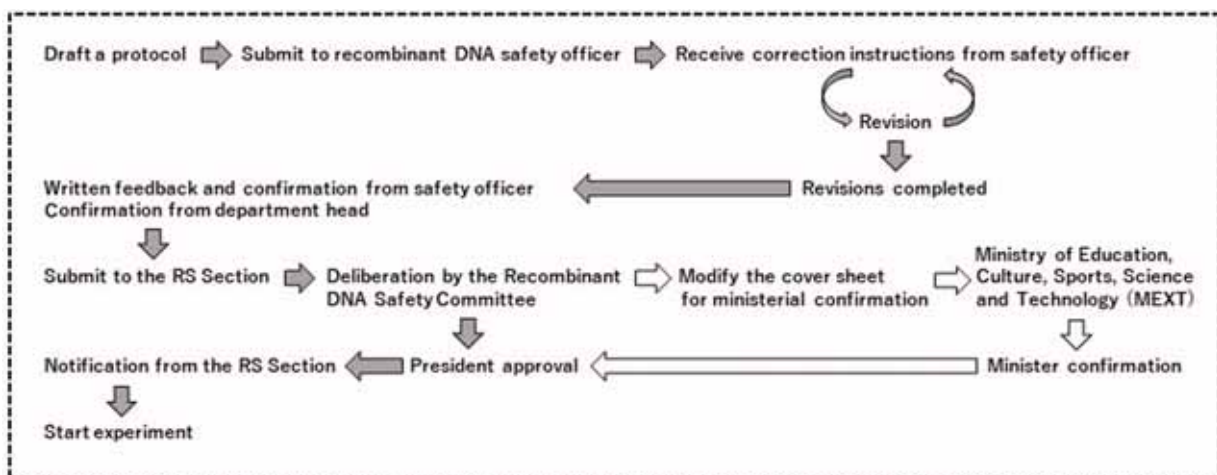 Draft a protocol
Submit to recombinant DNA safety officer
Receive correction instructions from safety officer
Revision
Written feedback and confirmation from safety officer
Confirmation from department head
Revisions completed
Submit to the RS Section
Deliberation by the Recombinant
DNA Safety Committee
Modify the cover sheet
for ministerial confirmation
Ministry of Education,
Culture, Sports, Science
and Technology (MEXT)
Notification from the RS Section
President approval
Minister confirmation
Start experiment